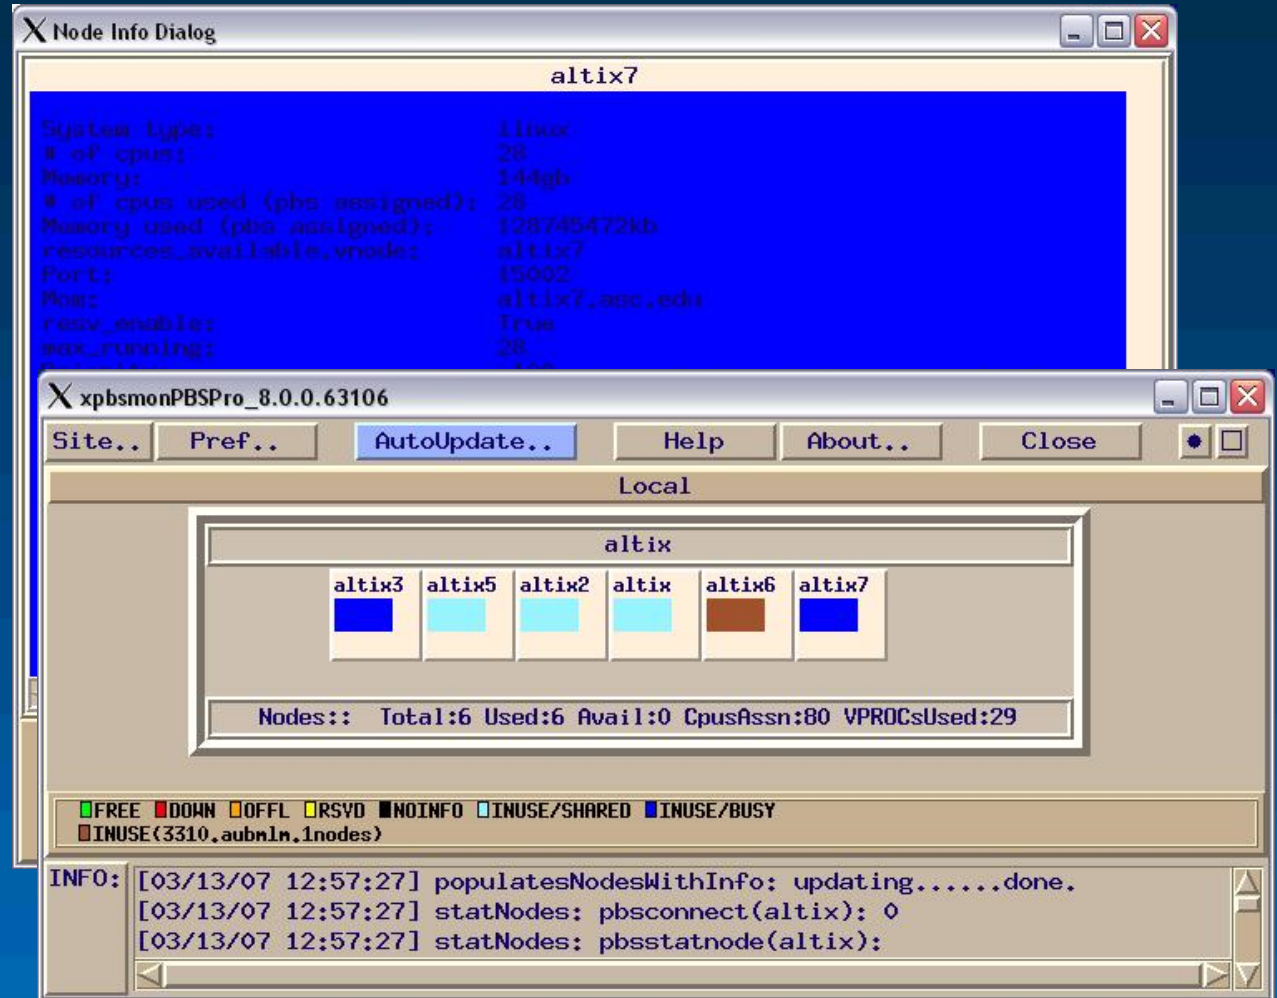 Node Info Dialog
altix7
System type: linux
# of cpus: 28
Memory: 144gb
# of cpus used (pbs assigned): 28
Memory used (pbs assigned): 128745472kb
resources_available.vnode: altix7
Port: 15002
Mom: altix7.asc.edu
resv_enable: True
max_running: 28
xpbsmonPBSPro_8.0.0.63106
Site.. Pref.. AutoUpdate.. Help About.. Close
Local
altix
altix3 altix5 altix2 altix altix6 altix7
Nodes:: Total:6 Used:6 Avail:0 CpusAssn:80 VPROCsUsed:29
FREE DOWN OFFL RSVD NOINFO INUSE/SHARED INUSE/BUSY
INUSE(3310.aubmlm.1nodes)
INFO: [03/13/07 12:57:27] populatesNodesWithInfo: updating......done.
[03/13/07 12:57:27] statNodes: pbsconnect(altix): 0
[03/13/07 12:57:27] statNodes: pbsstatnode(altix):